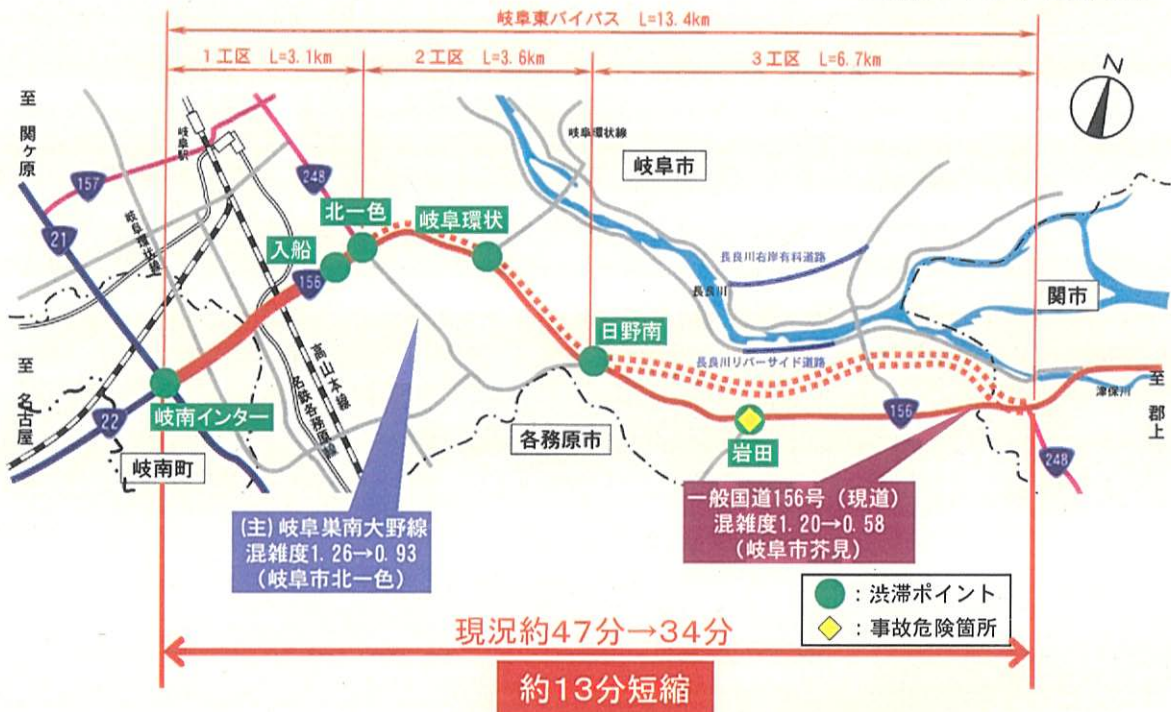 岐阜東バイパス L=13.4km
1工区 L=3.1km
2工区 L=3.6km
3工区 L=6.7km
N
至 関ヶ原
岐阜駅
岐阜環状線
岐阜市
157
248
21
北一色
岐阜環状
岐阜環状線
入船
156
長良川右岸有料道路
長良川
関市
日野南
長良川リバーサイド道路
高山本線
名鉄各務原線
至 名古屋
岐南インター
22
岐南町
各務原市
岩田
156
津保川
至 郡上
248
(主)岐阜巣南大野線
混雑度1.26→0.93
(岐阜市北一色)
一般国道156号(現道)
混雑度1.20→0.58
(岐阜市芥見)
:渋滞ポイント
:事故危険箇所
現況約47分→34分
約13分短縮